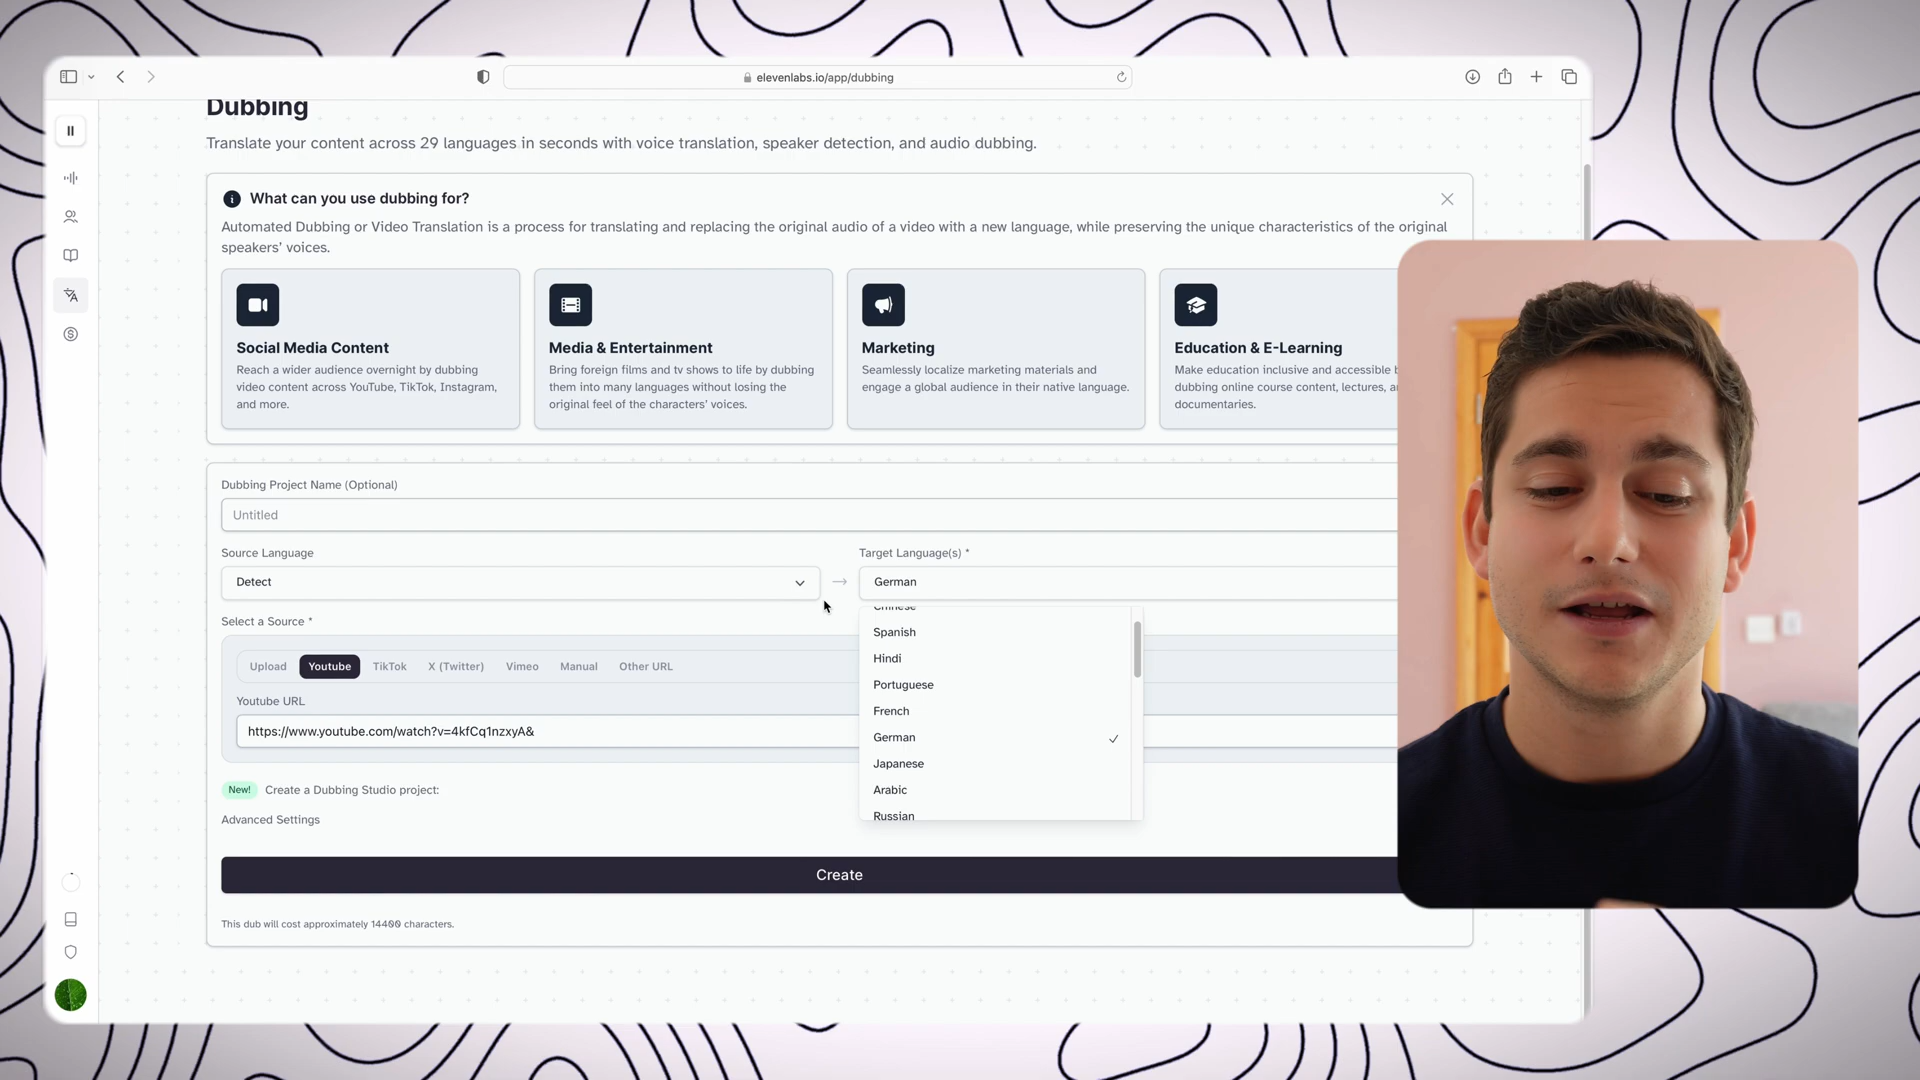 elevenlabs.io/app/dubbing
Dubbing
Translate your content across 29 languages in seconds with voice translation, speaker detection, and audio dubbing.
What can you use dubbing for?
Automated Dubbing or Video Translation is a process for translating and replacing the original audio of a video with a new language, while preserving the unique characteristics of the original
speakers' voices.
Social Media Content
Reach a wider audience overnight by dubbing
video content across YouTube, TikTok, Instagram,
and more.
Media & Entertainment
Bring foreign films and tv shows to life by dubbing
them into many languages without losing the
original feel of the characters' voices.
Marketing
Seamlessly localize marketing materials and
engage a global audience in their native language.
Education & E-Learning
Make education inclusive and accessible
dubbing online course content, lectures,
documentaries.
Dubbing Project Name (Optional)
Untitled
Source Language
Detect
Target Language(s) *
German
Chinese
Spanish
Hindi
Portuguese
French
German
Japanese
Arabic
Russian
Select a Source *
Upload Youtube TikTok X (Twitter) Vimeo Manual Other URL
Youtube URL
https://www.youtube.com/watch?v=4kfCq1nzxyA&
New! Create a Dubbing Studio project:
Advanced Settings
Create
This dub will cost approximately 14400 characters.